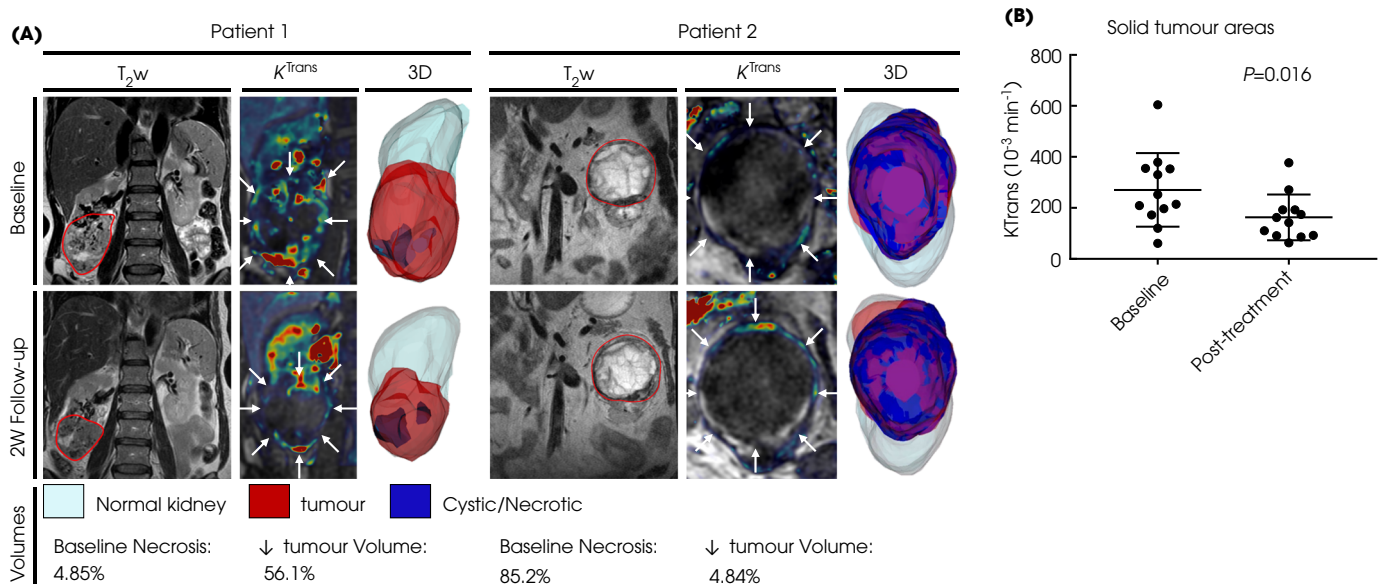 (A)
Patient 1
Patient 2
T2w
KTrans
3D
T2w
KTrans
3D
Baseline
2W Follow-up
Volumes
Normal kidney
tumour
Cystic/Necrotic
Baseline Necrosis:
4.85%
↓ tumour Volume:
56.1%
Baseline Necrosis:
85.2%
↓ tumour Volume:
4.84%
(B)
Solid tumour areas
P=0.016
KTrans (10-3 min-1)
800
600
400
200
0
Baseline
Post-treatment